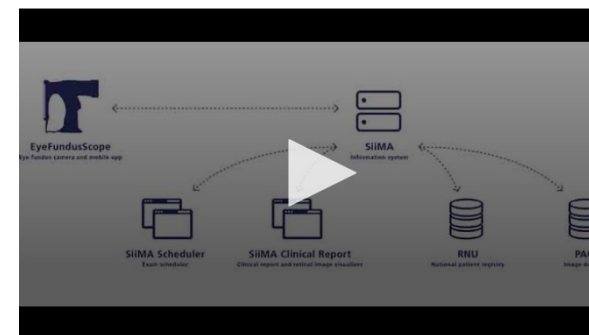 EyeFundusScope
Eye fundus camera and mobile app
SiiMA
Information system
SiiMA Scheduler
Exam scheduler
SiiMA Clinical Report
Clinical report and retinal image visualizer
RNU
National patient registry
PA
Image d